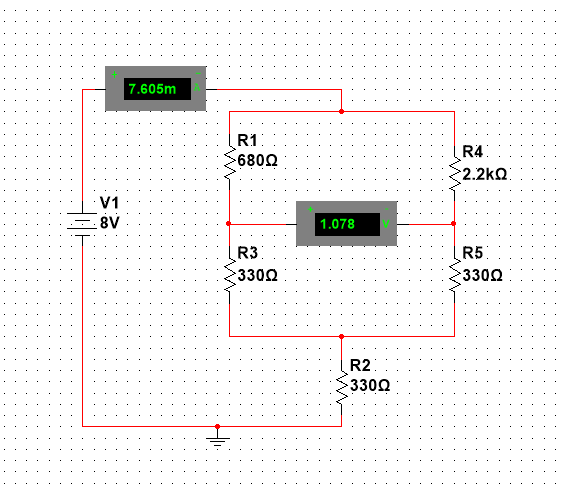 + -
7.605m A
R1
680Ω
R4
2.2kΩ
V1
8V
+ -
1.078 V
R3
330Ω
R5
330Ω
R2
330Ω